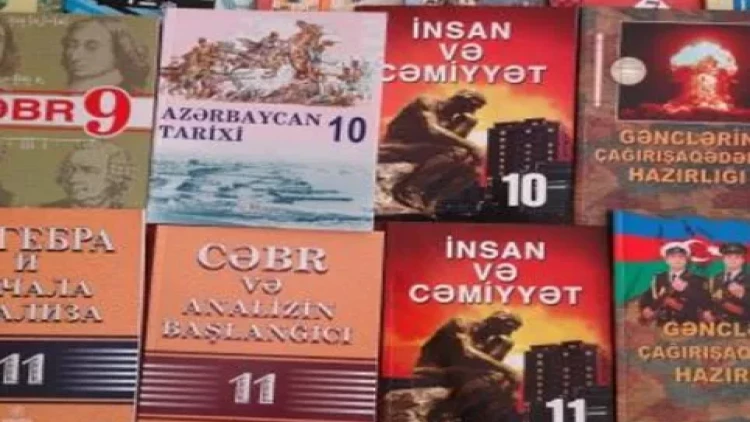 ƏBR 9
AZƏRBAYCAN
TARİXİ 10
İNSAN
VƏ
CƏMİYYƏT
10
GƏNCLƏRİN
ÇAĞIRIŞAQƏDƏ
HAZIRLIĞI
ГЕБРА
И
ЧАЛА
АЛИЗА
11
CƏBR
VƏ
ANALİZİN
BAŞLANĞICI
11
İNSAN
VƏ
CƏMİYYƏT
11
GƏNCL
ÇAĞIRIŞAQ
HAZIR